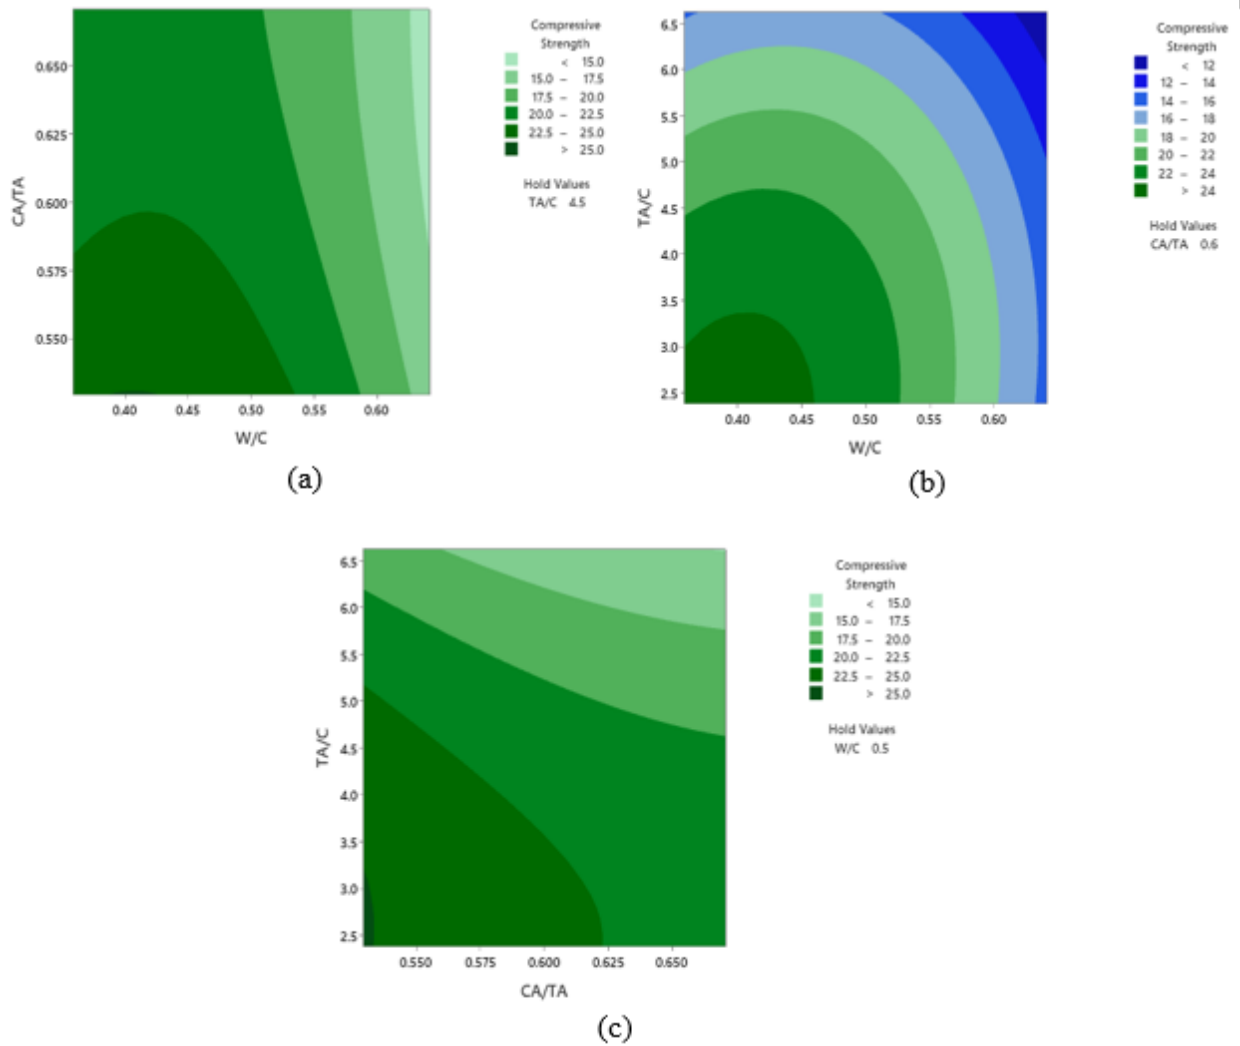 Compressive
Strength
< 15.0
15.0 – 17.5
17.5 – 20.0
20.0 – 22.5
22.5 – 25.0
> 25.0
Hold Values
TA/C 4.5
0.650
0.625
0.600
0.575
0.550
CA/TA
0.40 0.45 0.50 0.55 0.60
W/C
(a)
Compressive
Strength
< 12
12 – 14
14 – 16
16 – 18
18 – 20
20 – 22
22 – 24
> 24
Hold Values
CA/TA 0.6
6.5
6.0
5.5
5.0
4.5
4.0
3.5
3.0
2.5
TA/C
0.40 0.45 0.50 0.55 0.60
W/C
(b)
Compressive
Strength
< 15.0
15.0 – 17.5
17.5 – 20.0
20.0 – 22.5
22.5 – 25.0
> 25.0
Hold Values
W/C 0.5
6.5
6.0
5.5
5.0
4.5
4.0
3.5
3.0
2.5
TA/C
0.550 0.575 0.600 0.625 0.650
CA/TA
(c)